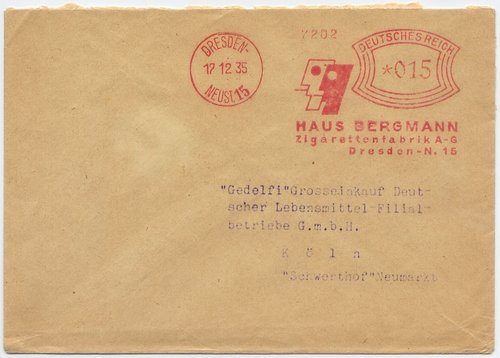 DRESDEN-
17.12.35
NEUST.15
7202
DEUTSCHES REICH
*015
HAUS BERGMANN
Zigarettenfabrik A-G
Dresden-N. 15
"Gedelfi"Grosseinkauf Deut-
scher Lebensmittel-Filial-
betriebe G.m.b.H.
K ö l n
"Schwerthof"Neumarkt